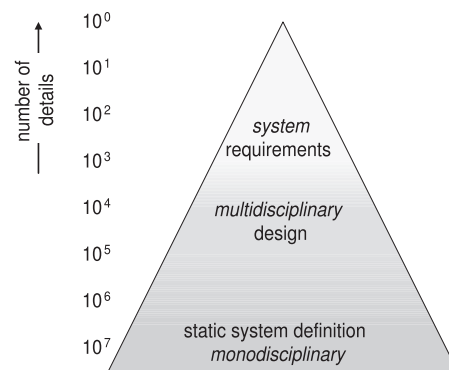 number of
details
10⁰
10¹
10²
10³
10⁴
10⁵
10⁶
10⁷
system
requirements
multidisciplinary
design
static system definition
monodisciplinary